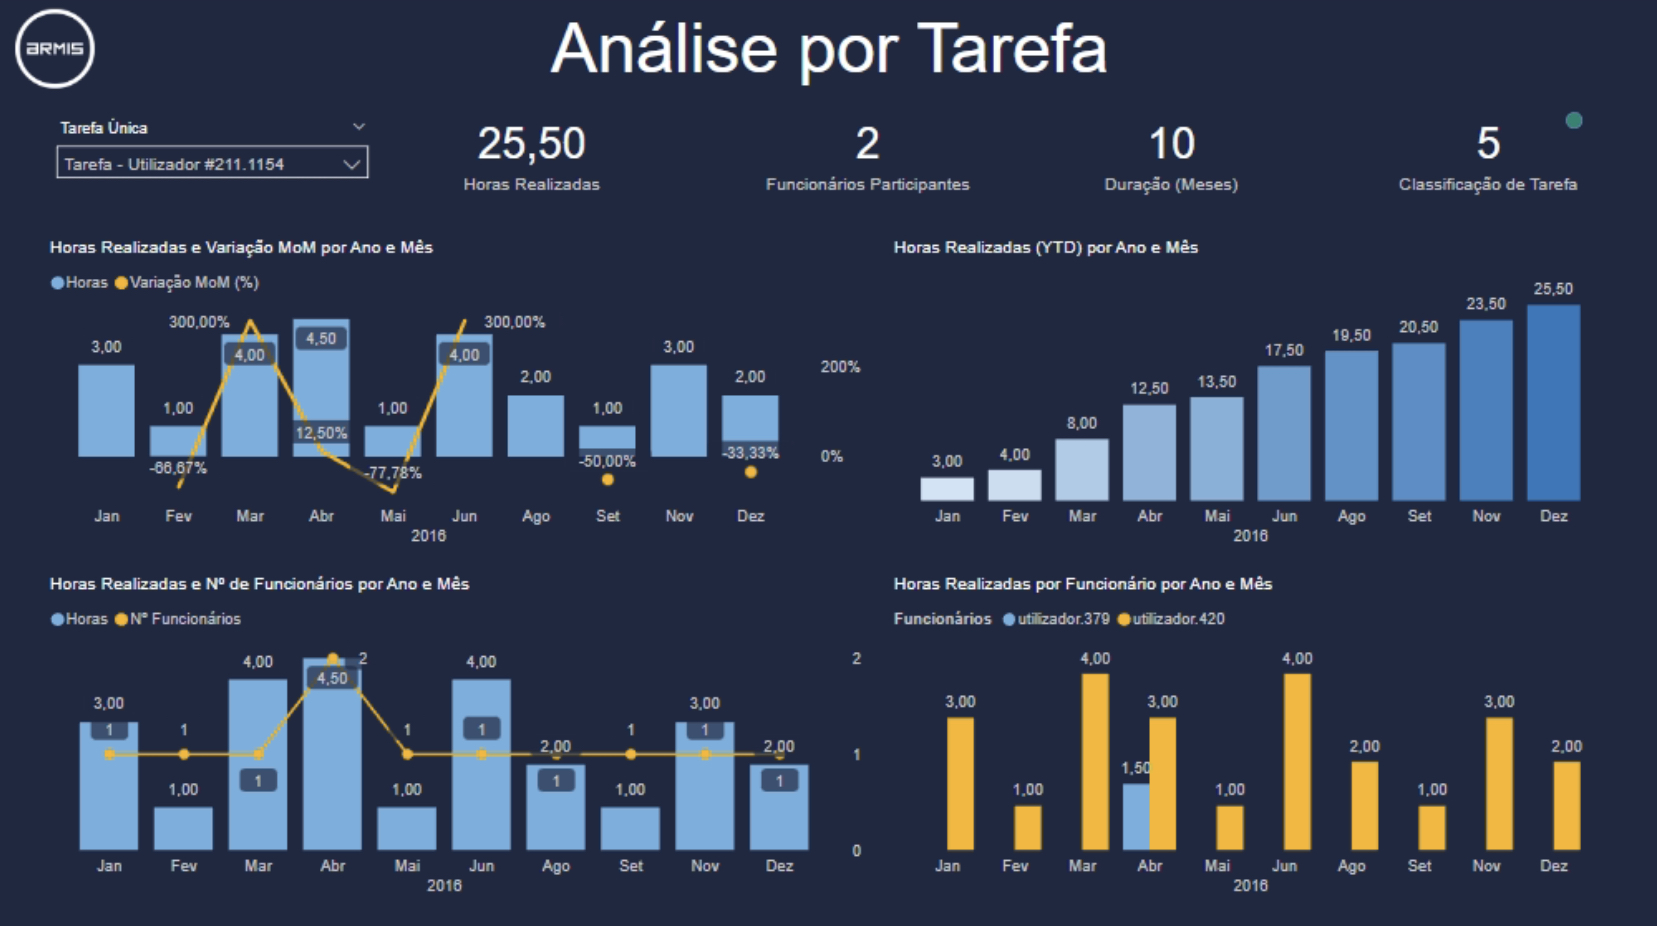 ARMIS
Análise por Tarefa
Tarefa Única
Tarefa - Utilizador #211.1154
25,50
Horas Realizadas
2
Funcionários Participantes
10
Duração (Meses)
5
Classificação de Tarefa
Horas Realizadas e Variação MoM por Ano e Mês
Horas Variação MoM (%)
300,00% 4,50 300,00%
3,00 4,00 4,00 3,00
2,00 2,00
1,00 1,00 1,00
12,50%
-66,67% -77,78% -50,00% -33,33%
200%
0%
Jan Fev Mar Abr Mai Jun Ago Set Nov Dez
2016
Horas Realizadas (YTD) por Ano e Mês
3,00 4,00 8,00 12,50 13,50 17,50 19,50 20,50 23,50 25,50
Jan Fev Mar Abr Mai Jun Ago Set Nov Dez
2016
Horas Realizadas e Nº de Funcionários por Ano e Mês
Horas Nº Funcionários
4,00 2 4,00 2
3,00 4,50 3,00
1 1 1 1 1 1
2,00 2,00 1
1 1 1
1,00 1,00 1,00
0
Jan Fev Mar Abr Mai Jun Ago Set Nov Dez
2016
Horas Realizadas por Funcionário por Ano e Mês
Funcionários utilizador.379 utilizador.420
3,00 1,00 4,00 1,50 3,00 1,00 4,00 2,00 1,00 3,00 2,00
Jan Fev Mar Abr Mai Jun Ago Set Nov Dez
2016